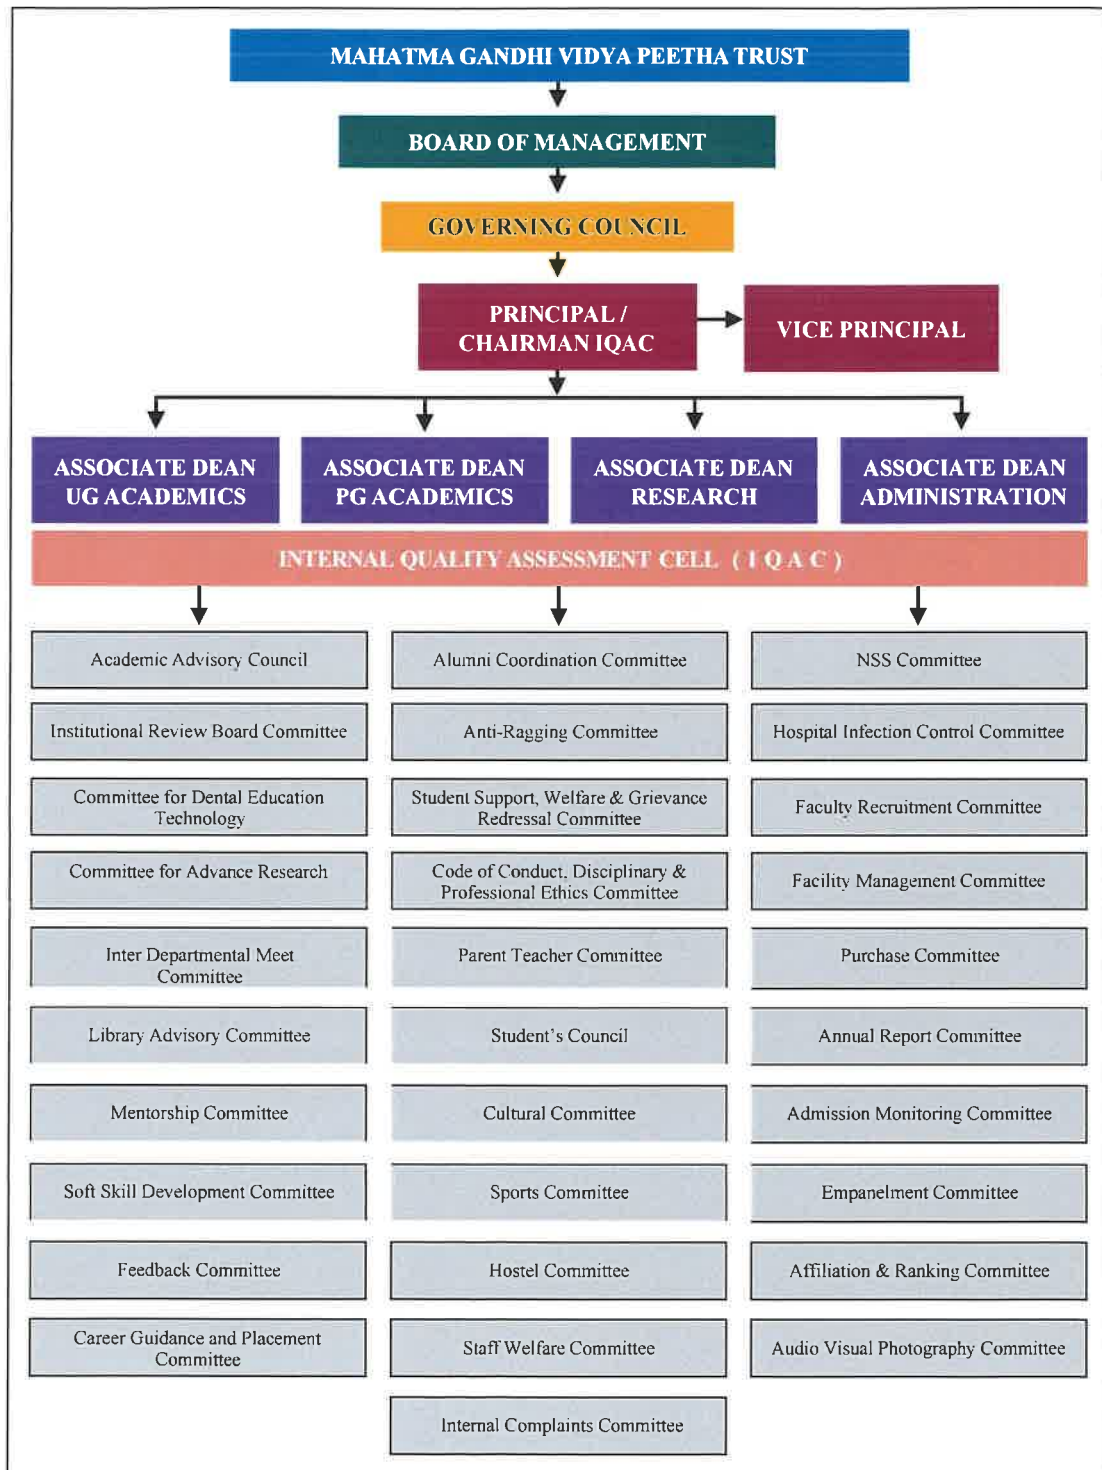 MAHATMA GANDHI VIDYA PEETHA TRUST
BOARD OF MANAGEMENT
GOVERNING COUNCIL
PRINCIPAL /
CHAIRMAN IQAC
VICE PRINCIPAL
ASSOCIATE DEAN
UG ACADEMICS
ASSOCIATE DEAN
PG ACADEMICS
ASSOCIATE DEAN
RESEARCH
ASSOCIATE DEAN
ADMINISTRATION
INTERNAL QUALITY ASSESSMENT CELL ( I Q A C )
Academic Advisory Council
Institutional Review Board Committee
Committee for Dental Education
Technology
Committee for Advance Research
Inter Departmental Meet
Committee
Library Advisory Committee
Mentorship Committee
Soft Skill Development Committee
Feedback Committee
Career Guidance and Placement
Committee
Alumni Coordination Committee
Anti-Ragging Committee
Student Support, Welfare & Grievance
Redressal Committee
Code of Conduct, Disciplinary &
Professional Ethics Committee
Parent Teacher Committee
Student's Council
Cultural Committee
Sports Committee
Hostel Committee
Staff Welfare Committee
Internal Complaints Committee
NSS Committee
Hospital Infection Control Committee
Faculty Recruitment Committee
Facility Management Committee
Purchase Committee
Annual Report Committee
Admission Monitoring Committee
Empanelment Committee
Affiliation & Ranking Committee
Audio Visual Photography Committee